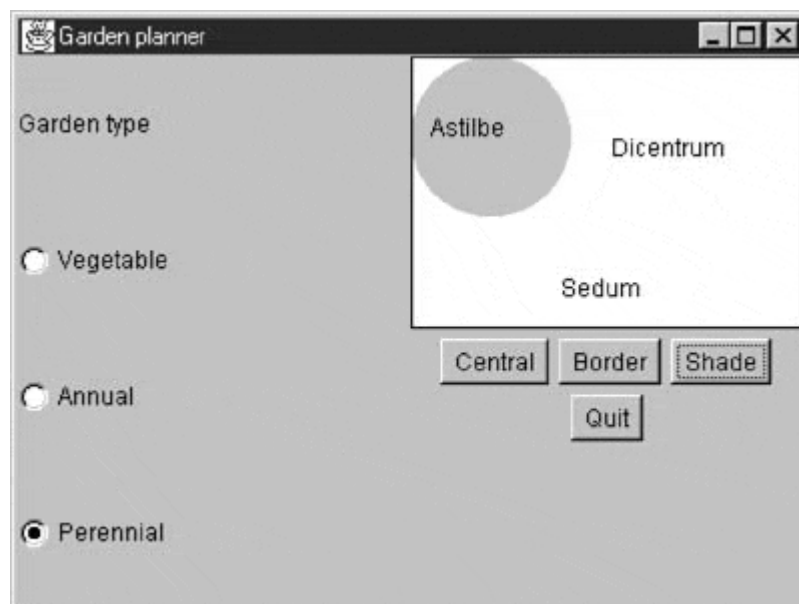 Garden planner
Garden type
Vegetable
Annual
Perennial
Astilbe
Dicentrum
Sedum
Central Border Shade
Quit